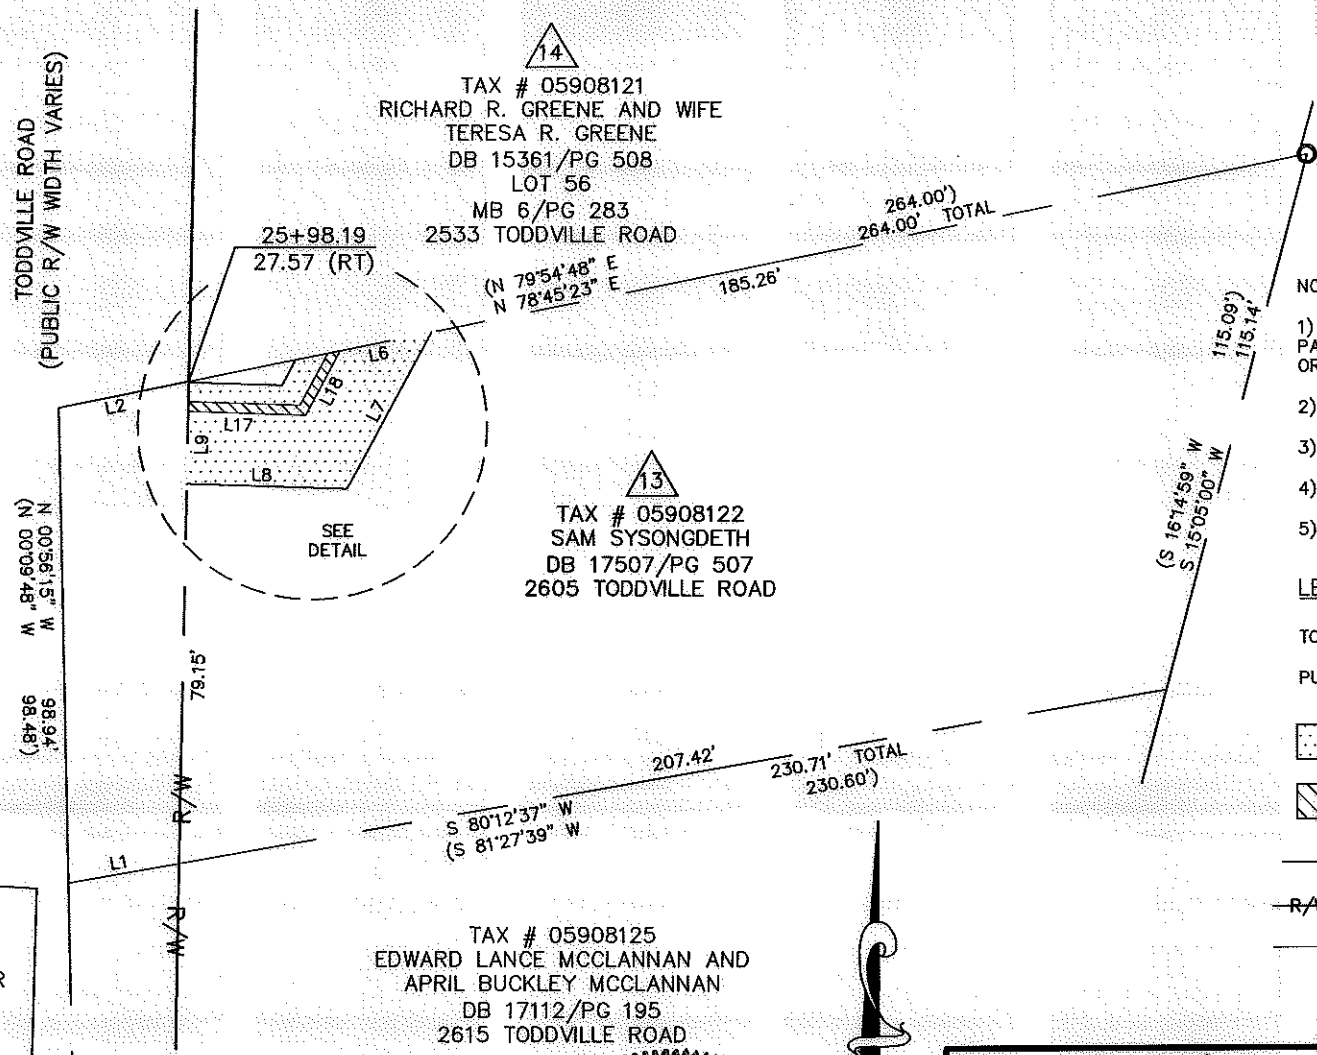 TODDVILLE ROAD
(PUBLIC R/W WIDTH VARIES)
14
TAX # 05908121
RICHARD R. GREENE AND WIFE
TERESA R. GREENE
DB 15361/PG 508
LOT 56
MB 6/PG 283
2533 TODDVILLE ROAD
25+98.19
27.57 (RT)
(N 79°54'48" E
N 78°45'23" E
185.26'
264.00')
264.00' TOTAL
115.09')
115.14'
(S 16°14'59" W
S 15°05'00" W
L2
L6
L7
L18
L17
L9
L8
SEE
DETAIL
13
TAX # 05908122
SAM SYSONGDETH
DB 17507/PG 507
2605 TODDVILLE ROAD
N 00°56'15" W 98.94'
(N 00°09'48" W 98.48')
79.15'
R/W
R/W
L1
207.42'
230.71' TOTAL
230.60')
S 80°12'37" W
(S 81°27'39" W
TAX # 05908125
EDWARD LANCE MCCLANNAN AND
APRIL BUCKLEY MCCLANNAN
DB 17112/PG 195
2615 TODDVILLE ROAD
NO
1)
PA
OR
2)
3)
4)
5)
LE
TO
PU
R/
R